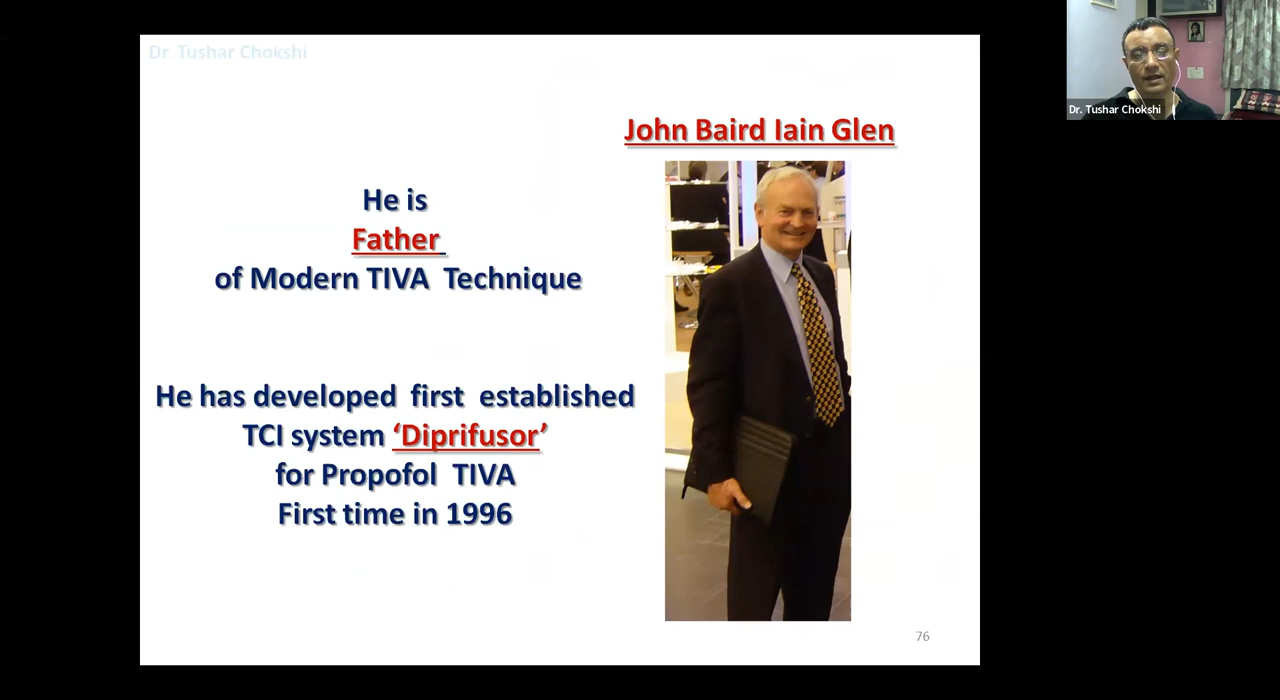 Dr. Tushar Chokshi
Dr. Tushar Chokshi
John Baird Iain Glen
He is
Father
of Modern TIVA Technique
He has developed first established
TCI system ‘Diprifusor’
for Propofol TIVA
First time in 1996
76